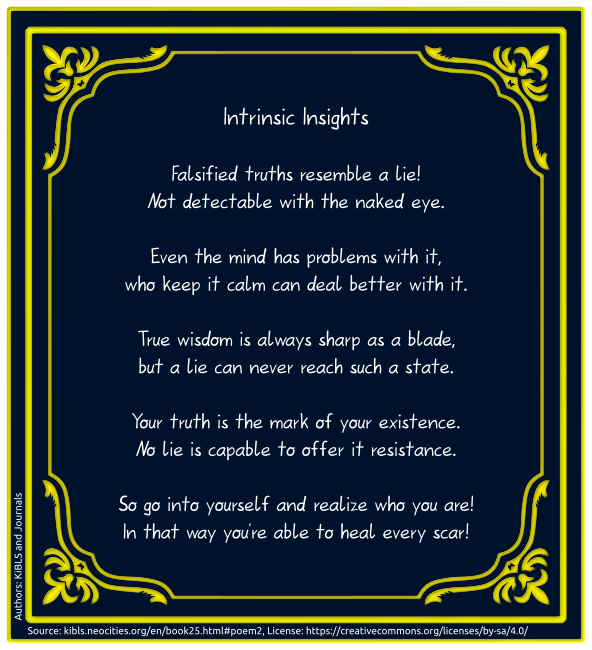 Intrinsic Insights
Falsified truths resemble a lie!
Not detectable with the naked eye.
Even the mind has problems with it,
who keep it calm can deal better with it.
True wisdom is always sharp as a blade,
but a lie can never reach such a state.
Your truth is the mark of your existence.
No lie is capable to offer it resistance.
So go into yourself and realize who you are!
In that way you're able to heal every scar!
Authors: KiBLS and Journals
Source: kibls.neocities.org/en/book25.html#poem2, License: https://creativecommons.org/licenses/by-sa/4.0/